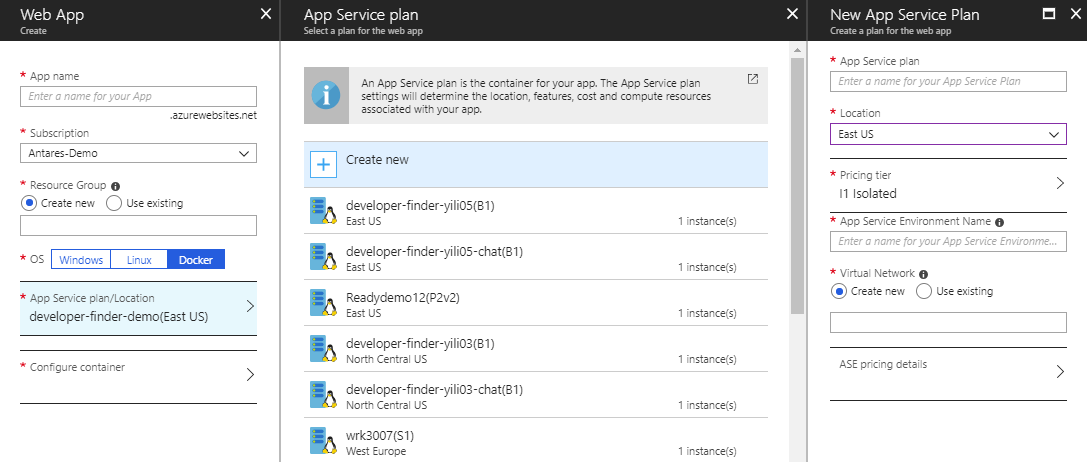 Web App
Create
* App name
Enter a name for your App
.azurewebsites.net
* Subscription
Antares-Demo
* Resource Group
Create new
Use existing
* OS
Windows
Linux
Docker
* App Service plan/Location
developer-finder-demo(East US)
* Configure container
App Service plan
Select a plan for the web app
An App Service plan is the container for your app. The App Service plan
settings will determine the location, features, cost and compute resources
associated with your app.
Create new
developer-finder-yili05(B1)
East US
1 instance(s)
developer-finder-yili05-chat(B1)
East US
1 instance(s)
Readydemo12(P2v2)
East US
1 instance(s)
developer-finder-yili03(B1)
North Central US
1 instance(s)
developer-finder-yili03-chat(B1)
North Central US
1 instance(s)
wrk3007(S1)
West Europe
1 instance(s)
New App Service Plan
Create a plan for the web app
* App Service plan
Enter a name for your App Service Plan
* Location
East US
* Pricing tier
I1 Isolated
* App Service Environment Name
Enter a name for your App Service Environme...
* Virtual Network
Create new
Use existing
ASE pricing details